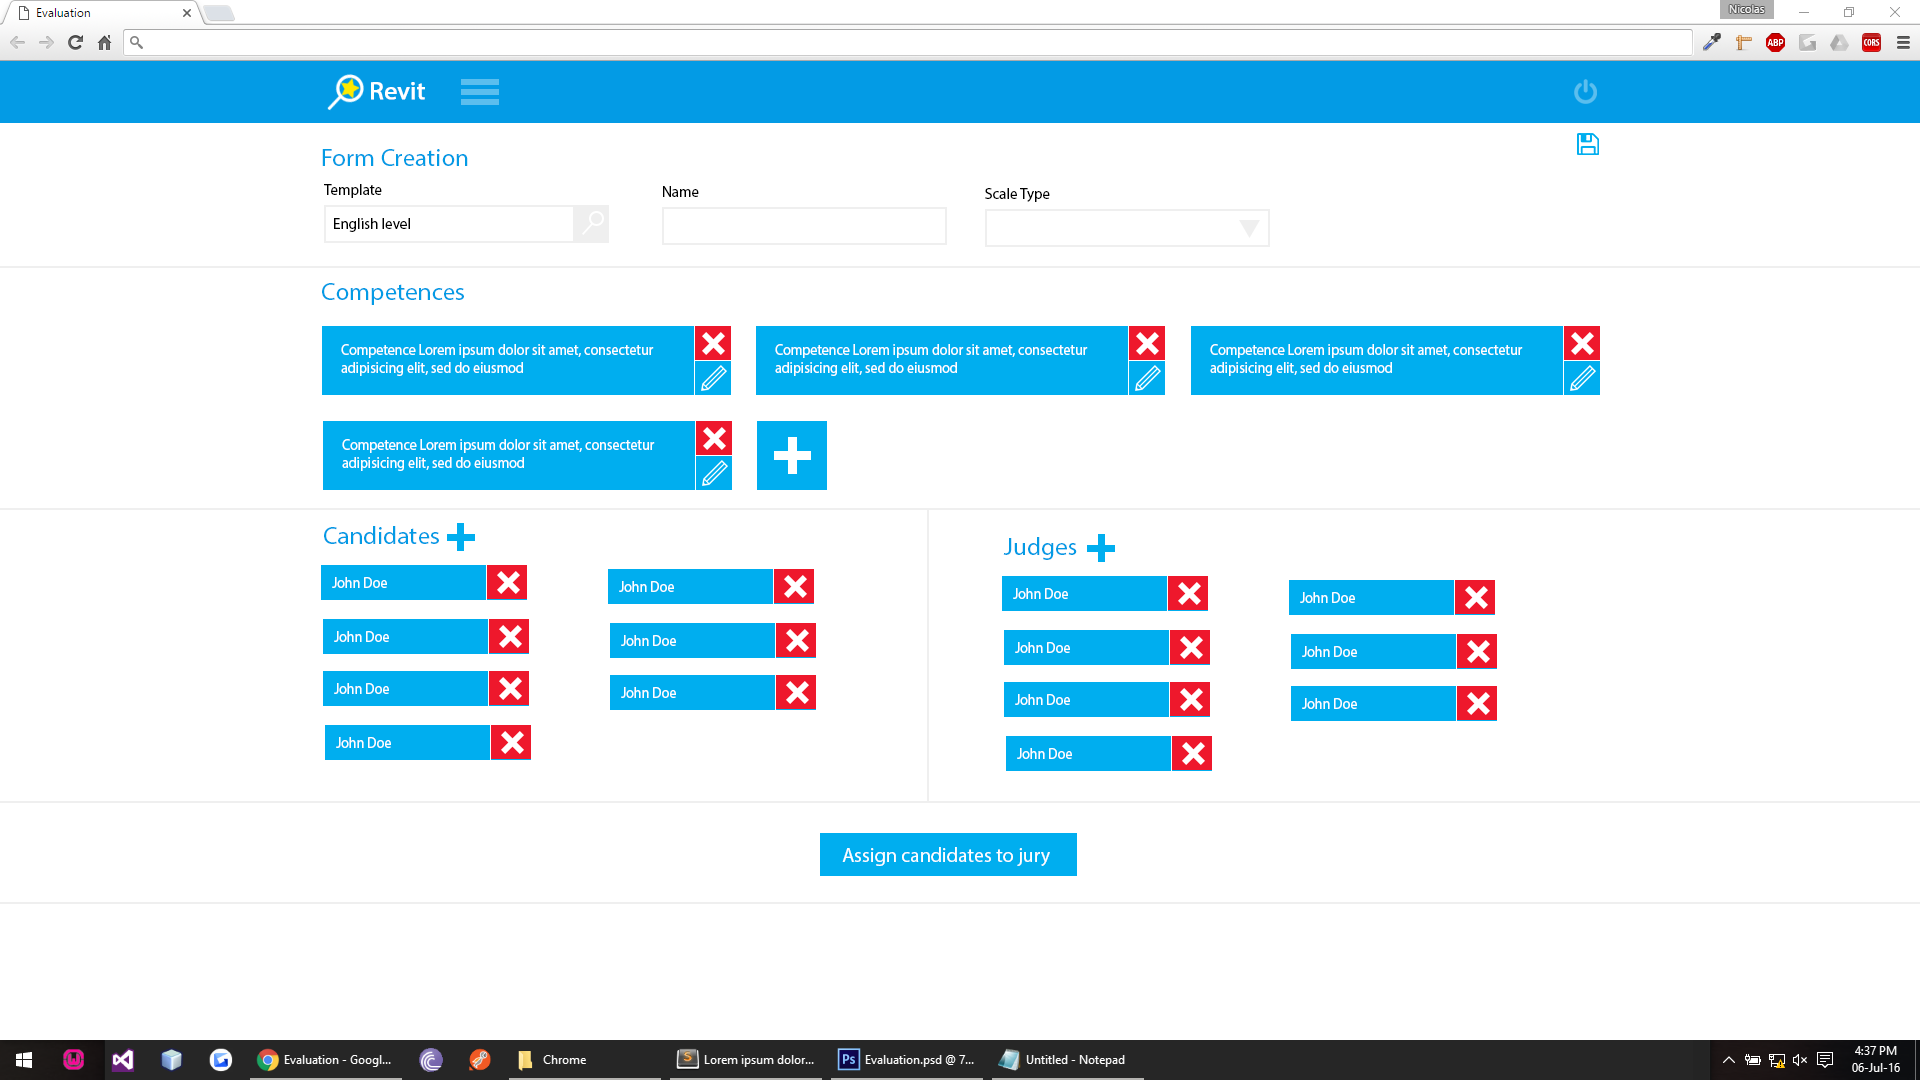 Evaluation
Nicolas
ABP
CORS
Revit
Form Creation
Template
Name
Scale Type
English level
Competences
Competence Lorem ipsum dolor sit amet, consectetur
adipisicing elit, sed do eiusmod
Competence Lorem ipsum dolor sit amet, consectetur
adipisicing elit, sed do eiusmod
Competence Lorem ipsum dolor sit amet, consectetur
adipisicing elit, sed do eiusmod
Competence Lorem ipsum dolor sit amet, consectetur
adipisicing elit, sed do eiusmod
Candidates
John Doe
John Doe
John Doe
John Doe
John Doe
John Doe
John Doe
Judges
John Doe
John Doe
John Doe
John Doe
John Doe
John Doe
John Doe
Assign candidates to jury
Evaluation - Googl...
Chrome
S
Lorem ipsum dolor...
Ps
Evaluation.psd @ 7...
Untitled - Notepad
4:37 PM
06-Jul-16